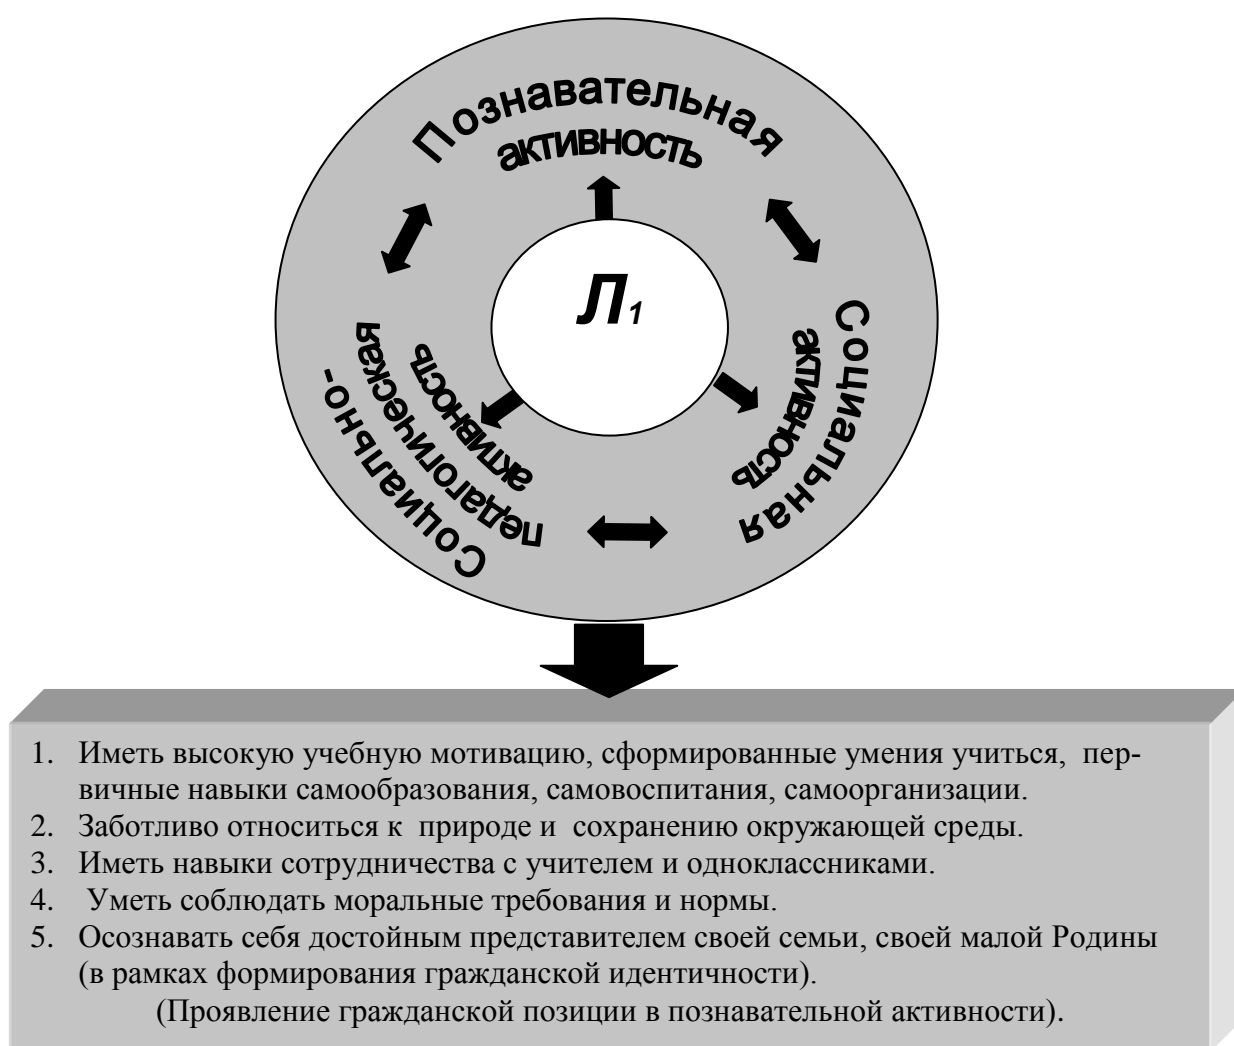 Познавательная
активность
Л1
Социальная
активность
Социально-
педагогическая
активность
1. Иметь высокую учебную мотивацию, сформированные умения учиться, пер-
вичные навыки самообразования, самовоспитания, самоорганизации.
2. Заботливо относиться к природе и сохранению окружающей среды.
3. Иметь навыки сотрудничества с учителем и одноклассниками.
4. Уметь соблюдать моральные требования и нормы.
5. Осознавать себя достойным представителем своей семьи, своей малой Родины
(в рамках формирования гражданской идентичности).
(Проявление гражданской позиции в познавательной активности).